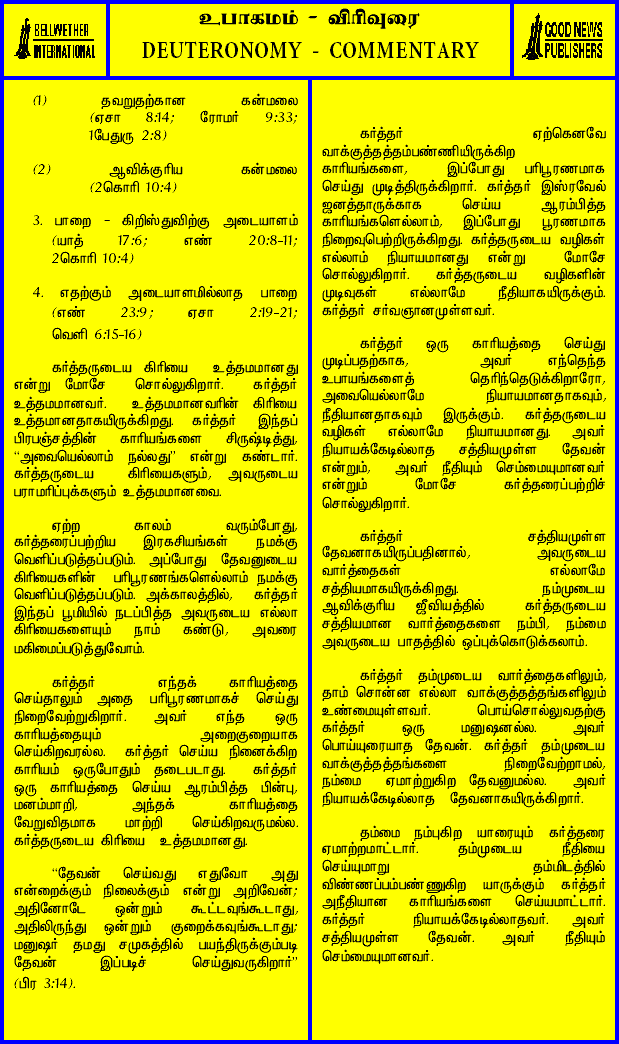 BELLWETHER
INTERNATIONAL
உபாகமம் - விரிவுரை
DEUTERONOMY - COMMENTARY
GOOD NEWS
PUBLISHERS
(1) தவறுதற்கான கன்மலை
(ஏசா 8:14; ரோமர் 9:33;
1பேதுரு 2:8)
(2) ஆவிக்குரிய கன்மலை
(2கொரி 10:4)
3. பாறை - கிறிஸ்துவிற்கு அடையாளம்
(யாத் 17:6; எண் 20:8-11;
2கொரி 10:4)
4. எதற்கும் அடையாளமில்லாத பாறை
(எண் 23:9; ஏசா 2:19-21;
வெளி 6:15-16)
கர்த்தருடைய கிரியை உத்தமமானது
என்று மோசே சொல்லுகிறார். கர்த்தர்
உத்தமமானவர். உத்தமமானவரின் கிரியை
உத்தமமானதாகயிருக்கிறது. கர்த்தர் இந்தப்
பிரபஞ்சத்தின் காரியங்களை சிருஷ்டித்து,
“அவையெல்லாம் நல்லது” என்று கண்டார்.
கர்த்தருடைய கிரியைகளும், அவருடைய
பராமரிப்புக்களும் உத்தமமானவை.
ஏற்ற காலம் வரும்போது,
கர்த்தரைப்பற்றிய இரகசியங்கள் நமக்கு
வெளிப்படுத்தப்படும். அப்போது தேவனுடைய
கிரியைகளின் பரிபூரணங்களெல்லாம் நமக்கு
வெளிப்படுத்தப்படும். அக்காலத்தில், கர்த்தர்
இந்தப் பூமியில் நடப்பித்த அவருடைய எல்லா
கிரியைகளையும் நாம் கண்டு, அவரை
மகிமைப்படுத்துவோம்.
கர்த்தர் எந்தக் காரியத்தை
செய்தாலும் அதை பரிபூரணமாகச் செய்து
நிறைவேற்றுகிறார். அவர் எந்த ஒரு
காரியத்தையும் அறைகுறையாக
செய்கிறவரல்ல. கர்த்தர் செய்ய நினைக்கிற
காரியம் ஒருபோதும் தடைபடாது. கர்த்தர்
ஒரு காரியத்தை செய்ய ஆரம்பித்த பின்பு,
மனம்மாறி, அந்தக் காரியத்தை
வேறுவிதமாக மாற்றி செய்கிறவருமல்ல.
கர்த்தருடைய கிரியை உத்தமமானது.
“தேவன் செய்வது எதுவோ அது
என்றைக்கும் நிலைக்கும் என்று அறிவேன்;
அதினோடே ஒன்றும் கூட்டவுங்கூடாது,
அதிலிருந்து ஒன்றும் குறைக்கவுங்கூடாது;
மனுஷர் தமது சமுகத்தில் பயந்திருக்கும்படி
தேவன் இப்படிச் செய்துவருகிறார்”
(பிர 3:14).
கர்த்தர் ஏற்கெனவே
வாக்குத்தத்தம்பண்ணியிருக்கிற
காரியங்களை, இப்போது பரிபூரணமாக
செய்து முடித்திருக்கிறார். கர்த்தர் இஸ்ரவேல்
ஜனத்தாருக்காக செய்ய ஆரம்பித்த
காரியங்களெல்லாம், இப்போது பூரணமாக
நிறைவுபெற்றிருக்கிறது. கர்த்தருடைய வழிகள்
எல்லாம் நியாயமானது என்று மோசே
சொல்லுகிறார். கர்த்தருடைய வழிகளின்
முடிவுகள் எல்லாமே நீதியாகயிருக்கும்.
கர்த்தர் சர்வஞானமுள்ளவர்.
கர்த்தர் ஒரு காரியத்தை செய்து
முடிப்பதற்காக, அவர் எந்தெந்த
உபாயங்களைத் தெரிந்தெடுக்கிறாரோ,
அவையெல்லாமே நியாயமானதாகவும்,
நீதியானதாகவும் இருக்கும். கர்த்தருடைய
வழிகள் எல்லாமே நியாயமானது. அவர்
நியாயக்கேடில்லாத சத்தியமுள்ள தேவன்
என்றும், அவர் நீதியும் செம்மையுமானவர்
என்றும் மோசே கர்த்தரைப்பற்றிச்
சொல்லுகிறார்.
கர்த்தர் சத்தியமுள்ள
தேவனாகயிருப்பதினால், அவருடைய
வார்த்தைகள் எல்லாமே
சத்தியமாகயிருக்கிறது. நம்முடைய
ஆவிக்குரிய ஜீவியத்தில் கர்த்தருடைய
சத்தியமான வார்த்தைகளை நம்பி, நம்மை
அவருடைய பாதத்தில் ஒப்புக்கொடுக்கலாம்.
கர்த்தர் தம்முடைய வார்த்தைகளிலும்,
தாம் சொன்ன எல்லா வாக்குத்தத்தங்களிலும்
உண்மையுள்ளவர். பொய்சொல்லுவதற்கு
கர்த்தர் ஒரு மனுஷனல்ல. அவர்
பொய்யுரையாத தேவன். கர்த்தர் தம்முடைய
வாக்குத்தத்தங்களை நிறைவேற்றாமல்,
நம்மை ஏமாற்றுகிற தேவனுமல்ல. அவர்
நியாயக்கேடில்லாத தேவனாகயிருக்கிறார்.
தம்மை நம்புகிற யாரையும் கர்த்தரை
ஏமாற்றமாட்டார். தம்முடைய நீதியை
செய்யுமாறு தம்மிடத்தில்
விண்ணப்பம்பண்ணுகிற யாருக்கும் கர்த்தர்
அநீதியான காரியங்களை செய்யமாட்டார்.
கர்த்தர் நியாயக்கேடில்லாதவர். அவர்
சத்தியமுள்ள தேவன். அவர் நீதியும்
செம்மையுமானவர்.